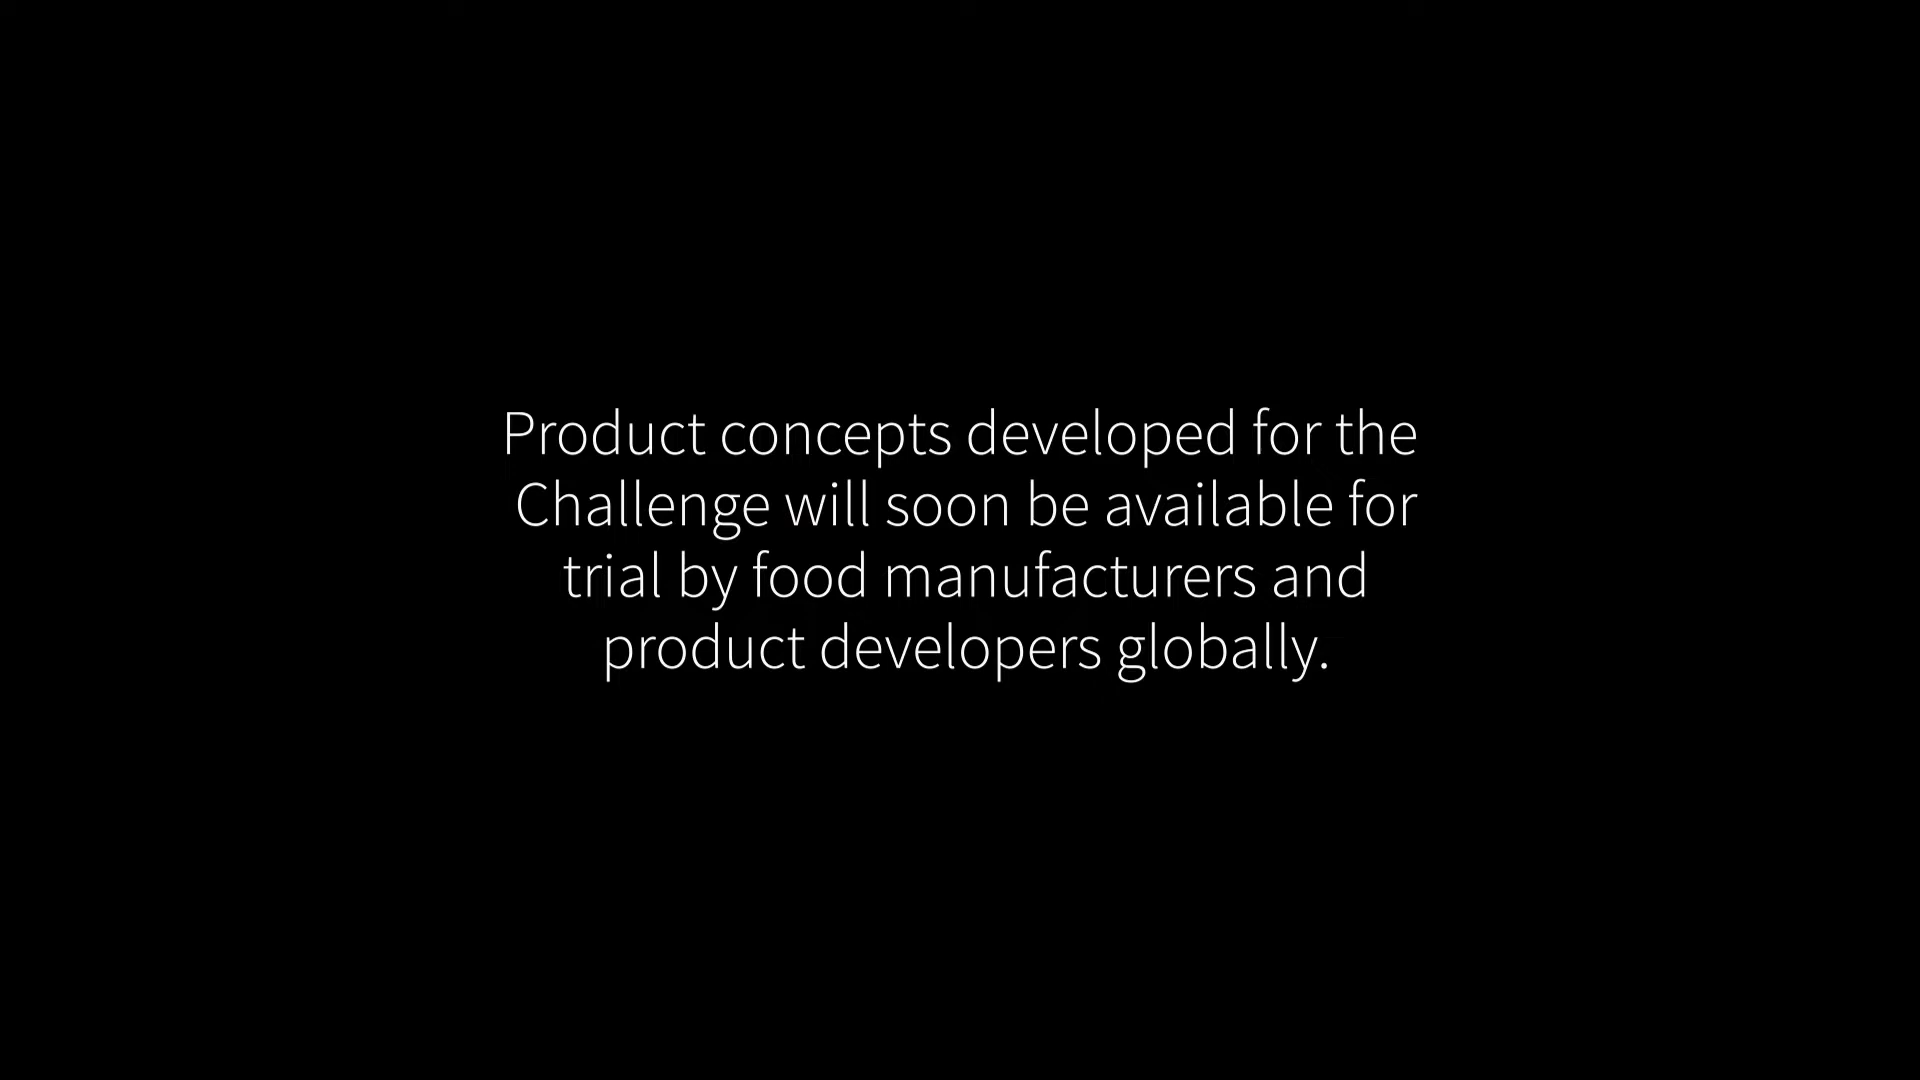 Product concepts developed for the
Challenge will soon be available for
trial by food manufacturers and
product developers globally.